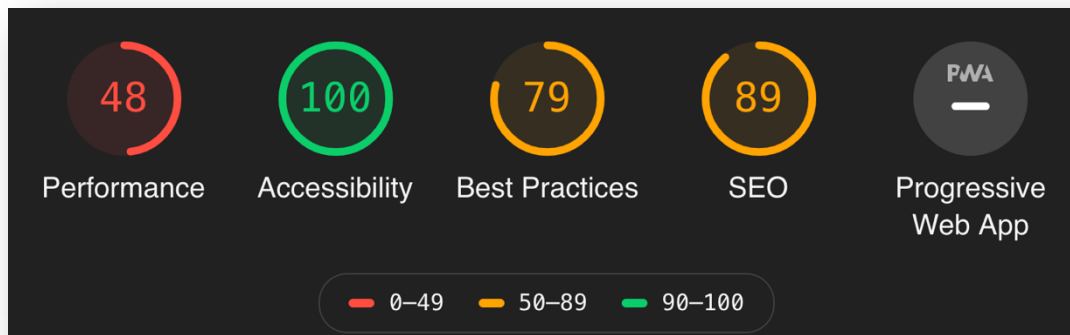 48 100 79 89 PWA
Performance Accessibility Best Practices SEO Progressive
Web App
0–49 50–89 90–100